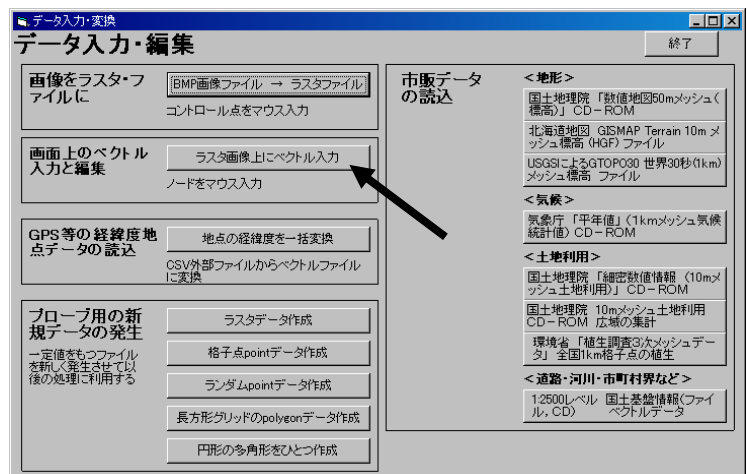 データ入力・変換
データ入力・編集
終了
画像をラスタ・フ
ァイルに
BMP画像ファイル → ラスタファイル
コントロール点をマウス入力
画面上のベクトル
入力と編集
ラスタ画像上にベクトル入力
ノードをマウス入力
GPS等の経緯度地
点データの読込
地点の経緯度を一括変換
CSV外部ファイルからベクトルファイル
に変換
プローブ用の新
規データの発生
一定値をもつファイル
を新しく発生させて以
後の処理に利用する
ラスタデータ作成
格子点pointデータ作成
ランダムpointデータ作成
長方形グリッドのpolygonデータ作成
円形の多角形をひとつ作成
市販データ
の読込
<地形>
国土地理院 「数値地図50mメッシュ(
標高)」 CD-ROM
北海道地図 GISMAP Terrain 10m メ
ッシュ標高 (HGF) ファイル
USGSによるGTOPO30 世界30秒(1km)
メッシュ標高 ファイル
<気候>
気象庁 「平年値」 (1kmメッシュ気候
統計値) CD-ROM
<土地利用>
国土地理院 「細密数値情報 (10mメ
ッシュ土地利用)」 CD-ROM
国土地理院 10mメッシュ土地利用
CD-ROM 広域の集計
環境省 「植生調査3次メッシュデー
タ」 全国1km格子点の植生
<道路・河川・市町村界など>
1:2500レベル 国土基盤情報(ファイ
ル, CD) ベクトルデータ